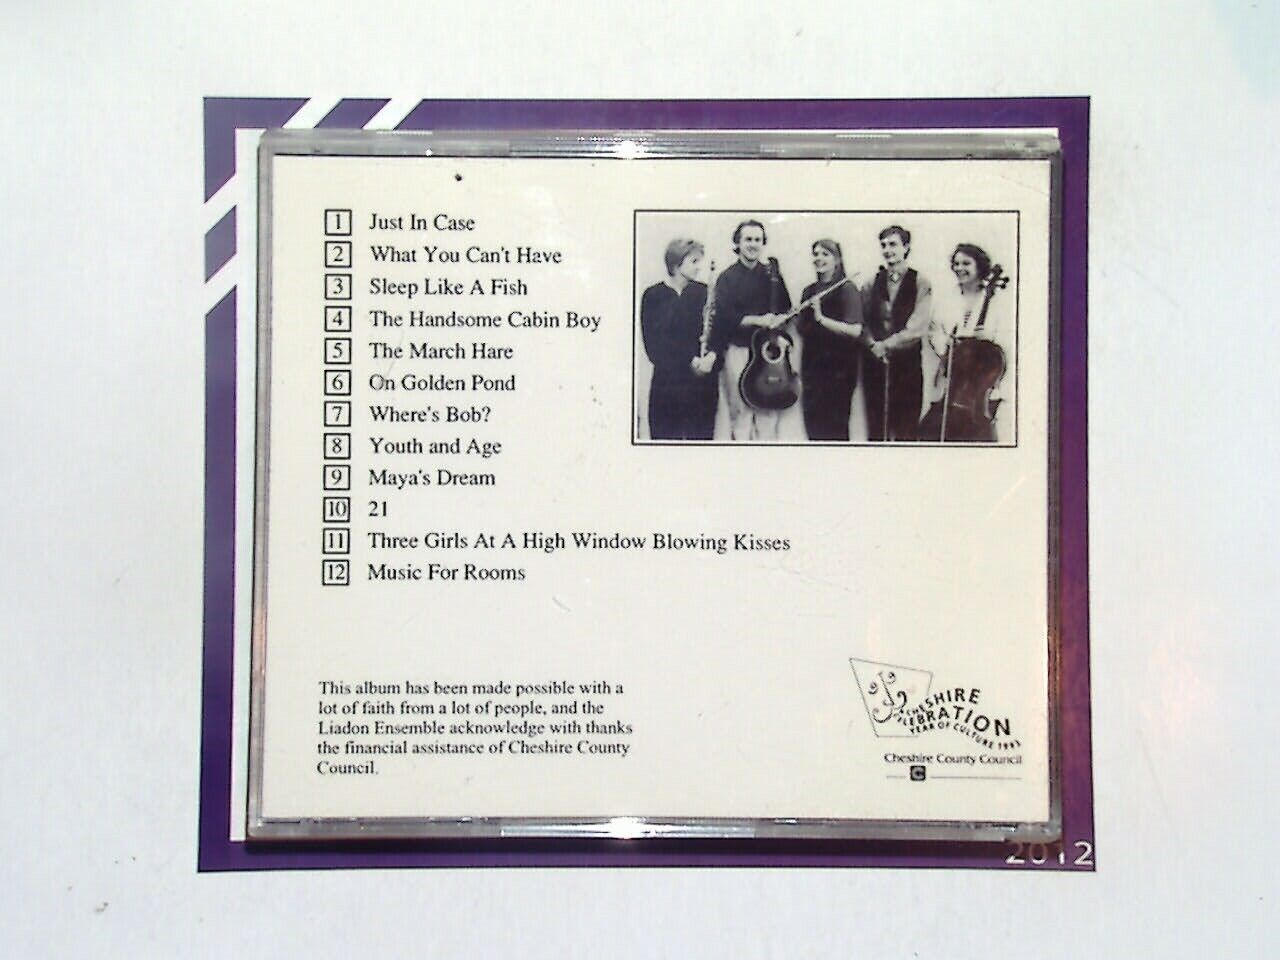 1 Just In Case
2 What You Can't Have
3 Sleep Like A Fish
4 The Handsome Cabin Boy
5 The March Hare
6 On Golden Pond
7 Where's Bob?
8 Youth and Age
9 Maya's Dream
10 21
11 Three Girls At A High Window Blowing Kisses
12 Music For Rooms
This album has been made possible with a
lot of faith from a lot of people, and the
Liadon Ensemble acknowledge with thanks
the financial assistance of Cheshire County
Council.
CHESHIRE
CELEBRATION
YEAR OF CULTURE 1993
Cheshire County Council
C
2012